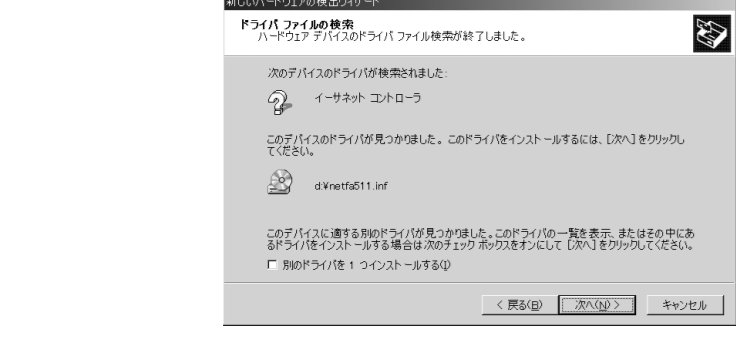 新しいハードウェアの検出ウィザード
ドライバ ファイルの検索
ハードウェア デバイスのドライバ ファイル検索が終了しました。
次のデバイスのドライバが検索されました:
イーサネット コントローラ
このデバイスのドライバが見つかりました。このドライバをインストールするには、[次へ] をクリックし
てください。
d:¥netfa511.inf
このデバイスに適する別のドライバが見つかりました。このドライバの一覧を表示、またはその中にあ
るドライバをインストールする場合は次のチェック ボックスをオンにして [次へ] をクリックしてください。
別のドライバを 1 つインストールする(I)
< 戻る(B)
次へ(N) >
キャンセル